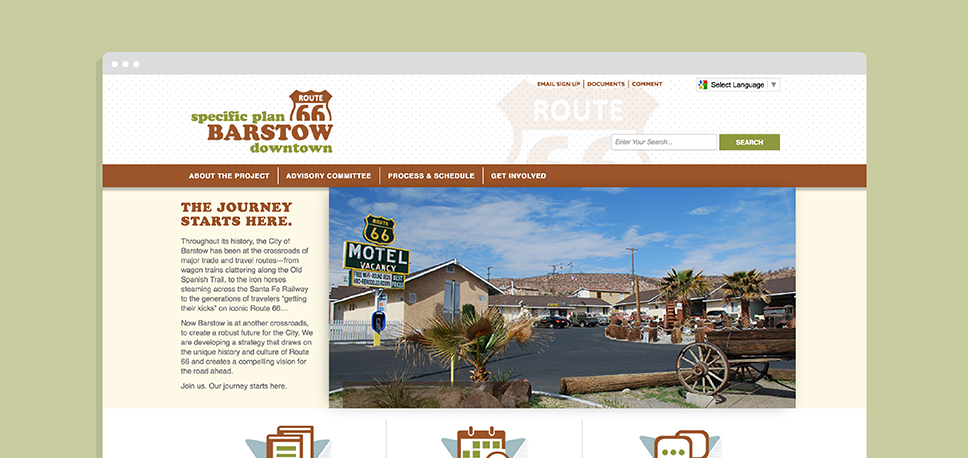 EMAIL SIGN UP | DOCUMENTS | COMMENT
Select Language ▼
ROUTE
66
specific plan
BARSTOW
downtown
ROUTE
66
Enter Your Search...
SEARCH
ABOUT THE PROJECT
ADVISORY COMMITTEE
PROCESS & SCHEDULE
GET INVOLVED
THE JOURNEY
STARTS HERE.
Throughout its history, the City of
Barstow has been at the crossroads of
major trade and travel routes—from
wagon trains clattering along the Old
Spanish Trail, to the iron horses
steaming across the Santa Fe Railway
to the generations of travelers “getting
their kicks” on iconic Route 66…
Now Barstow is at another crossroads,
to create a robust future for the City. We
are developing a strategy that draws on
the unique history and culture of Route
66 and creates a compelling vision for
the road ahead.
Join us. Our journey starts here.
ROUTE
66
MOTEL
VACANCY
BEST
PRICES